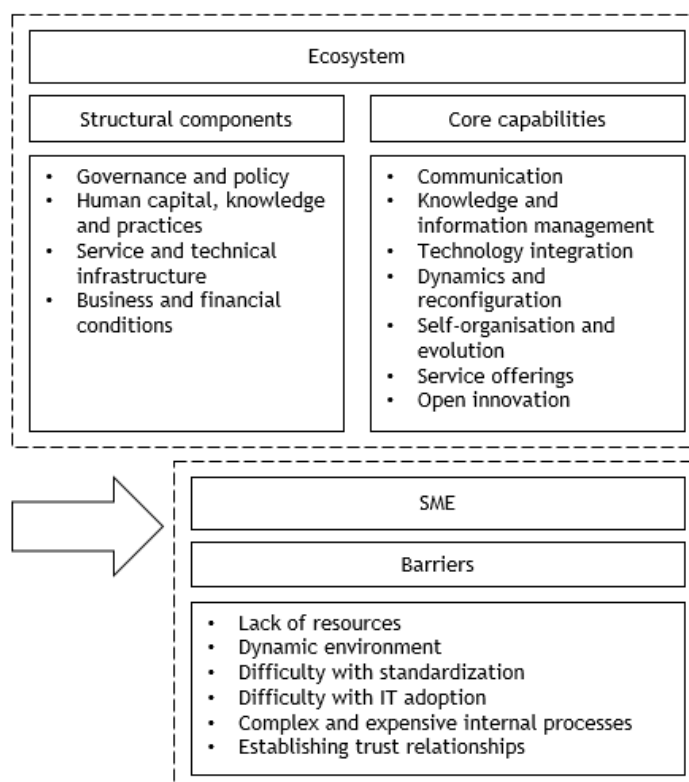 Ecosystem
Structural components
Core capabilities
• Governance and policy
• Human capital, knowledge
and practices
• Service and technical
infrastructure
• Business and financial
conditions
• Communication
• Knowledge and
information management
• Technology integration
• Dynamics and
reconfiguration
• Self-organisation and
evolution
• Service offerings
• Open innovation
SME
Barriers
• Lack of resources
• Dynamic environment
• Difficulty with standardization
• Difficulty with IT adoption
• Complex and expensive internal processes
• Establishing trust relationships